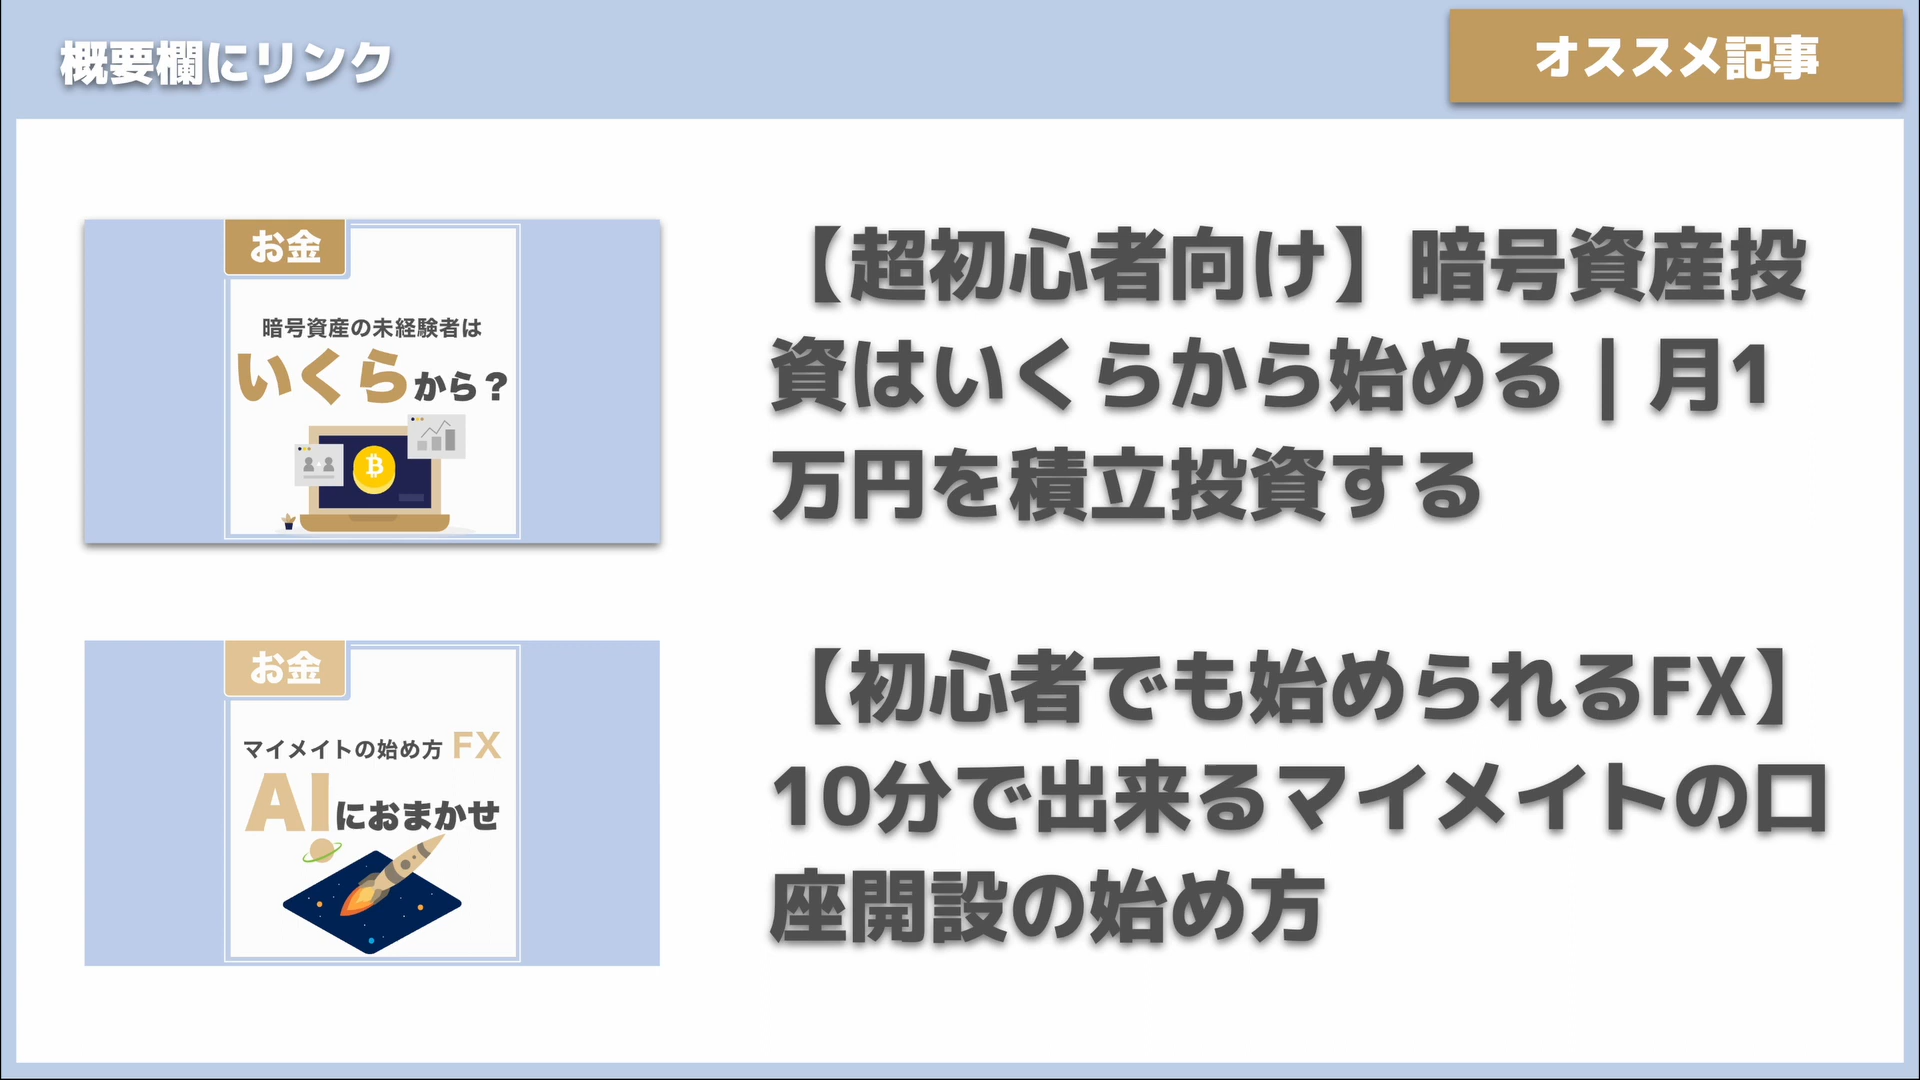 概要欄にリンク
オススメ記事
お金
暗号資産の未経験者は
いくらから？
【超初心者向け】暗号資産投
資はいくらから始める｜月1
万円を積立投資する
お金
マイメイトの始め方 FX
AIにおまかせ
【初心者でも始められるFX】
10分で出来るマイメイトの口
座開設の始め方